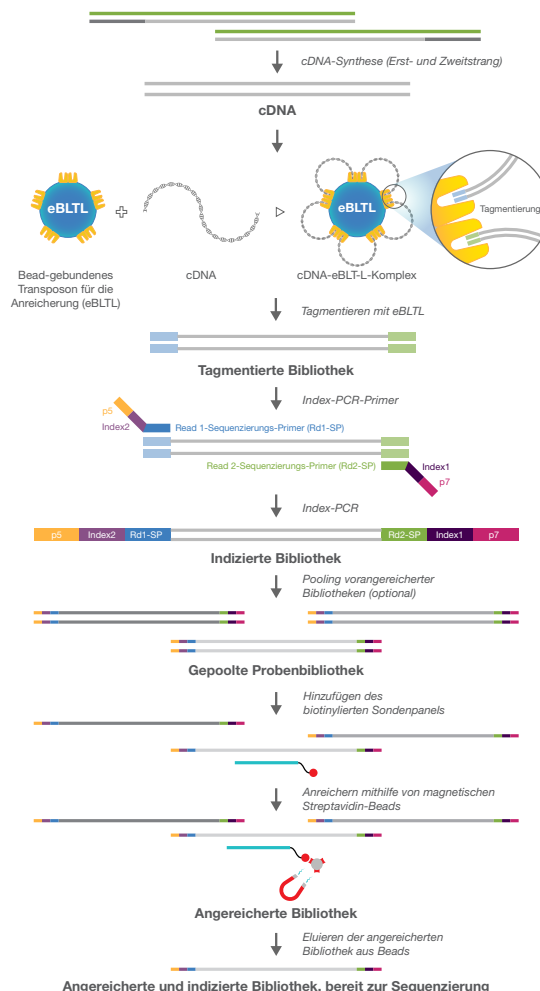 cDNA-Synthese (Erst- und Zweitstrang)
cDNA
eBLTL
eBLTL
Tagmentierung
Bead-gebundenes
Transposon für die
Anreicherung (eBLTL)
cDNA
cDNA-eBLT-L-Komplex
Tagmentieren mit eBLTL
Tagmentierte Bibliothek
Index-PCR-Primer
p5
Index2
Read 1-Sequenzierungs-Primer (Rd1-SP)
Read 2-Sequenzierungs-Primer (Rd2-SP)
Index1
p7
Index-PCR
p5 Index2 Rd1-SP Rd2-SP Index1 p7
Indizierte Bibliothek
Pooling vorangereicherter
Bibliotheken (optional)
Gepoolte Probenbibliothek
Hinzufügen des
biotinylierten Sondenpanels
Anreichern mithilfe von magnetischen
Streptavidin-Beads
Angereicherte Bibliothek
Eluieren der angereicherten
Bibliothek aus Beads
Angereicherte und indizierte Bibliothek, bereit zur Sequenzierung